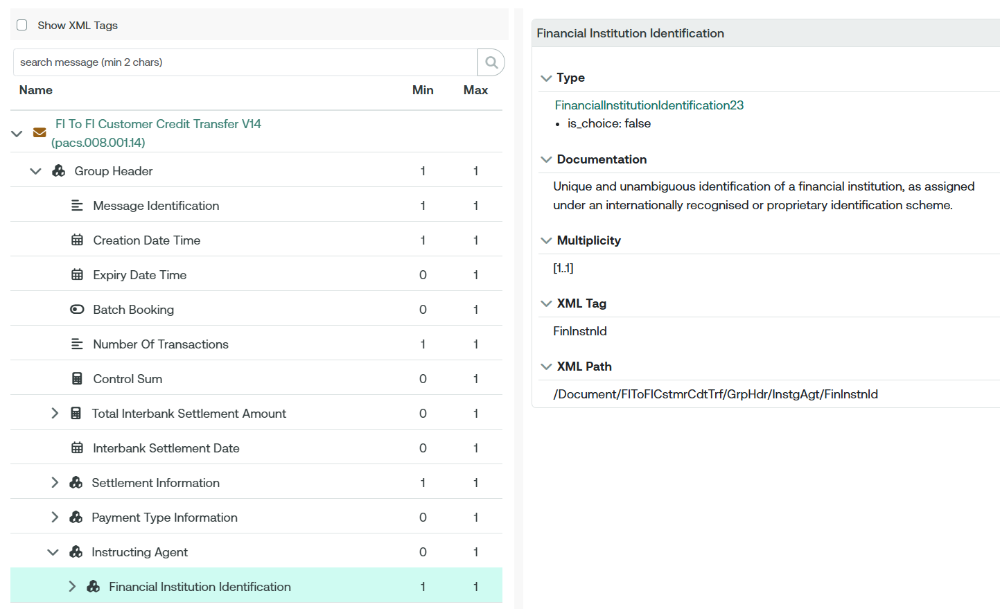 Show XML Tags
search message (min 2 chars)
Name Min Max
FI To FI Customer Credit Transfer V14
(pacs.008.001.14)
Group Header 1 1
Message Identification 1 1
Creation Date Time 1 1
Expiry Date Time 0 1
Batch Booking 0 1
Number Of Transactions 1 1
Control Sum 0 1
Total Interbank Settlement Amount 0 1
Interbank Settlement Date 0 1
Settlement Information 1 1
Payment Type Information 0 1
Instructing Agent 0 1
Financial Institution Identification 1 1
Financial Institution Identification
Type
FinancialInstitutionIdentification23
• is_choice: false
Documentation
Unique and unambiguous identification of a financial institution, as assigned
under an internationally recognised or proprietary identification scheme.
Multiplicity
[1..1]
XML Tag
FinInstnId
XML Path
/Document/FIToFICstmrCdtTrf/GrpHdr/InstgAgt/FinInstnId